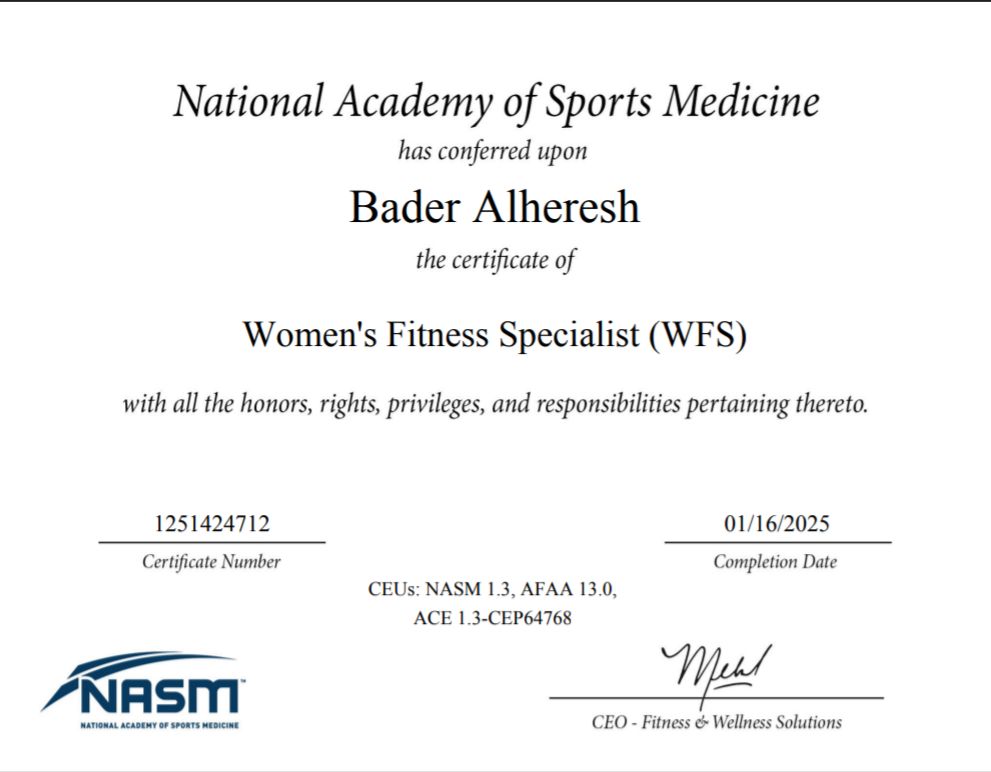 National Academy of Sports Medicine
has conferred upon
Bader Alheresh
the certificate of
Women's Fitness Specialist (WFS)
with all the honors, rights, privileges, and responsibilities pertaining thereto.
1251424712
Certificate Number
01/16/2025
Completion Date
CEUs: NASM 1.3, AFAA 13.0,
ACE 1.3-CEP64768
NASM™
NATIONAL ACADEMY OF SPORTS MEDICINE
CEO - Fitness & Wellness Solutions